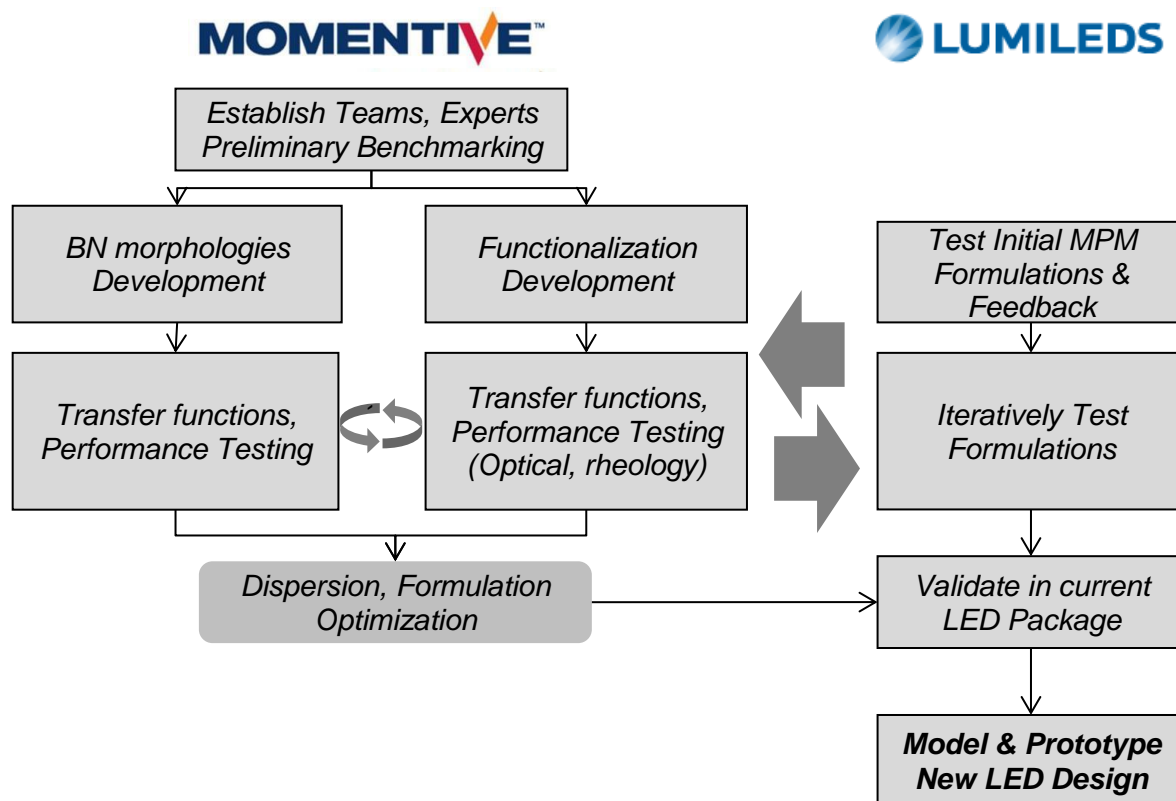 MOMENTIVE™
LUMILEDS
Establish Teams, Experts
Preliminary Benchmarking
BN morphologies
Development
Functionalization
Development
Test Initial MPM
Formulations &
Feedback
Transfer functions,
Performance Testing
Transfer functions,
Performance Testing
(Optical, rheology)
Iteratively Test
Formulations
Dispersion, Formulation
Optimization
Validate in current
LED Package
Model & Prototype
New LED Design